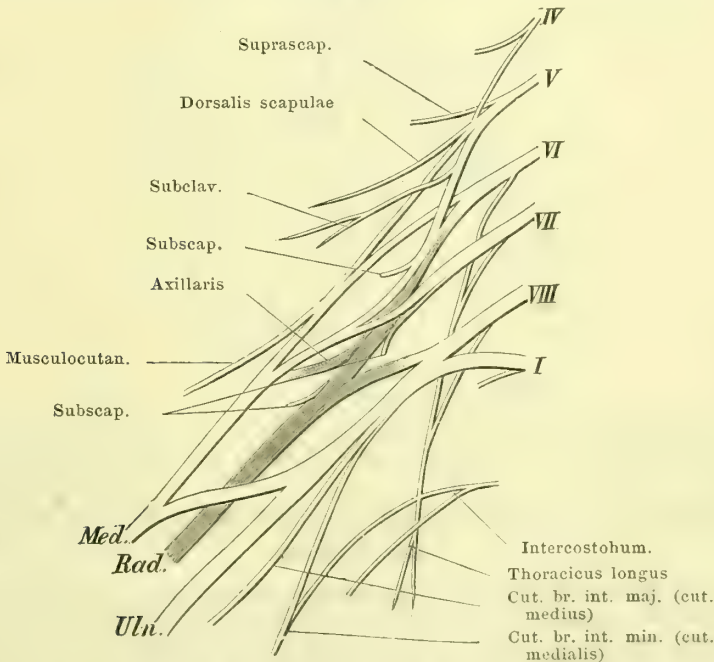 IV
Suprascap.
V
Dorsalis scapulae
VI
Subclav.
VII
Subscap.
Axillaris
VIII
Musculocutan.
I
Subscap.
Med.
Rad.
Intercostohum.
Thoracicus longus
Cut. br. int. maj. (cut.
medius)
Uln.
Cut. br. int. min. (cut.
medialis)